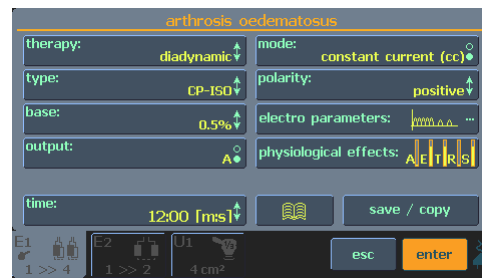 arthrosis oedematosus
therapy:
diadynamic
mode:
constant current (cc)
type:
CP-ISO
polarity:
positive
base:
0.5%
electro parameters: ...
output:
A
physiological effects: A E T R S
time:
12:00 [m:s]
save / copy
E1
1 >> 4
E2
1 >> 2
U1
4 cm²
esc
enter